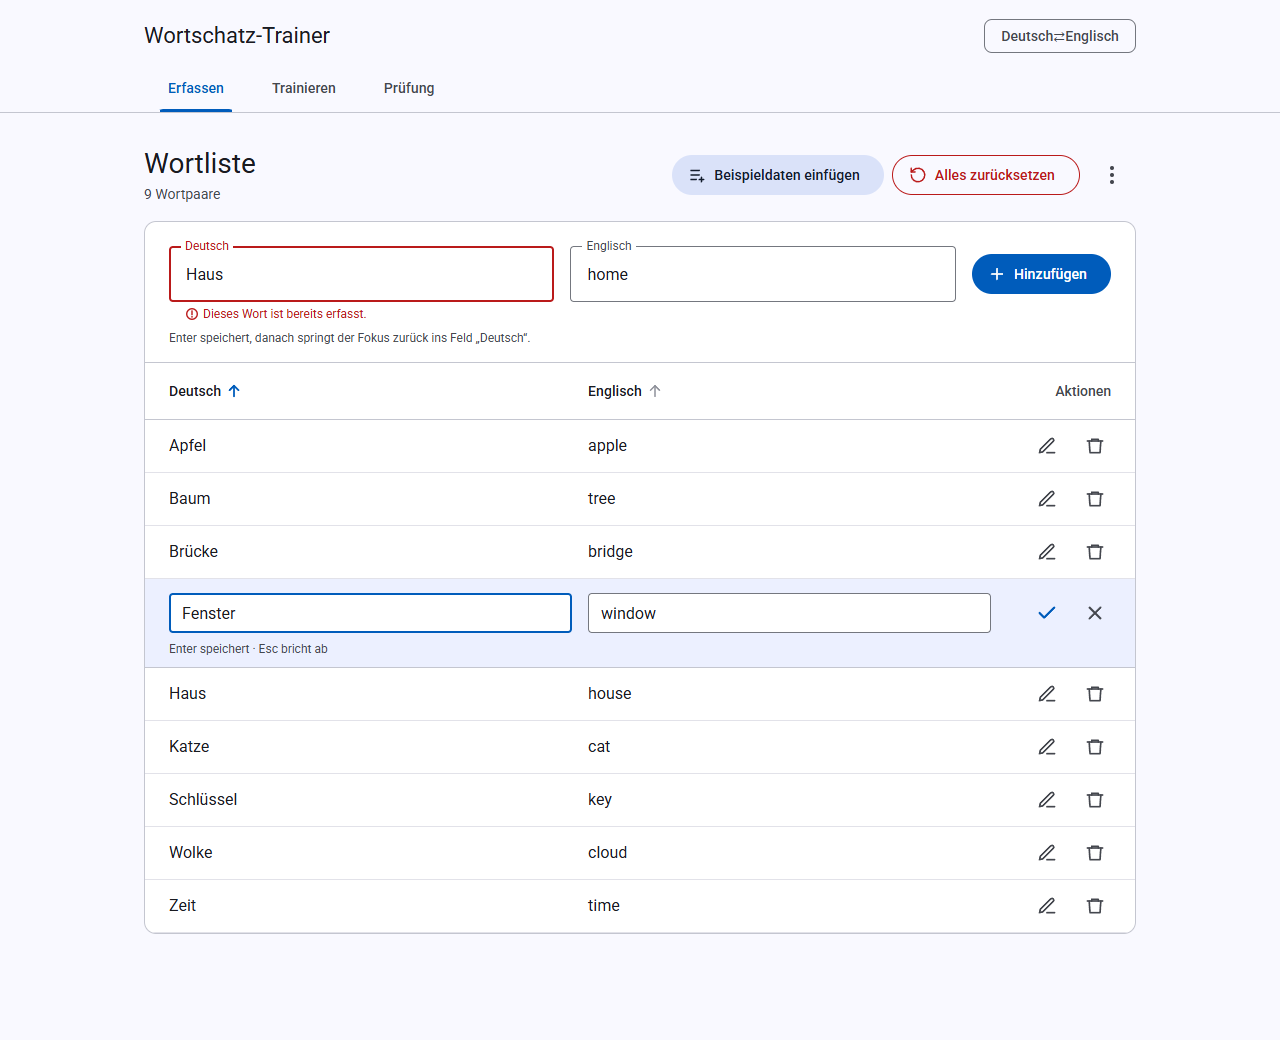 Wortschatz-Trainer
Deutsch⇄Englisch
Erfassen Trainieren Prüfung
Wortliste
9 Wortpaare
Beispieldaten einfügen
Alles zurücksetzen
Deutsch
Haus
Dieses Wort ist bereits erfasst.
Englisch
home
Hinzufügen
Enter speichert, danach springt der Fokus zurück ins Feld „Deutsch“.
Deutsch Englisch Aktionen
Apfel apple
Baum tree
Brücke bridge
Fenster window
Enter speichert · Esc bricht ab
Haus house
Katze cat
Schlüssel key
Wolke cloud
Zeit time